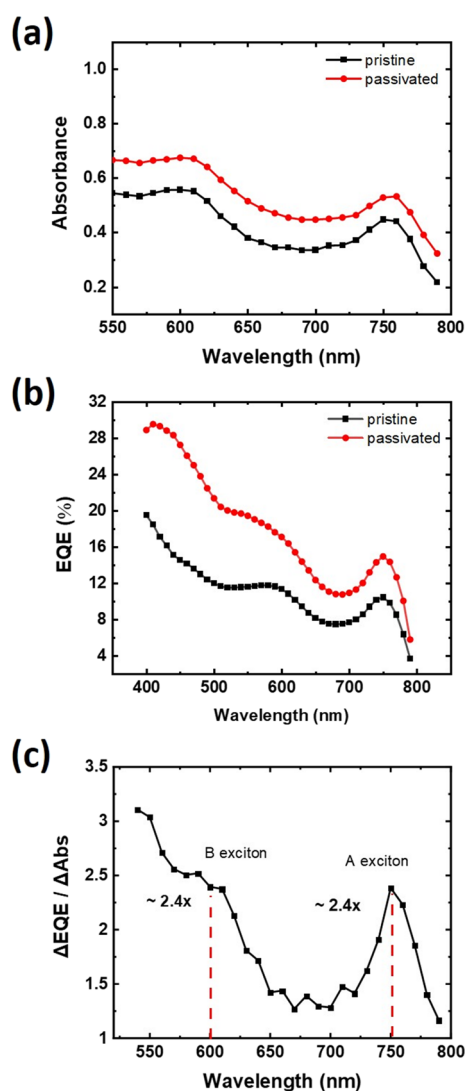 (a)
pristine
passivated
1.0
0.8
0.6
0.4
0.2
Absorbance
550 600 650 700 750 800
Wavelength (nm)
(b)
pristine
passivated
32
28
24
20
16
12
8
4
EQE (%)
400 500 600 700 800
Wavelength (nm)
(c)
3.5
3
2.5
2
1.5
1
ΔEQE / ΔAbs
B exciton
A exciton
~ 2.4x
~ 2.4x
550 600 650 700 750 800
Wavelength (nm)